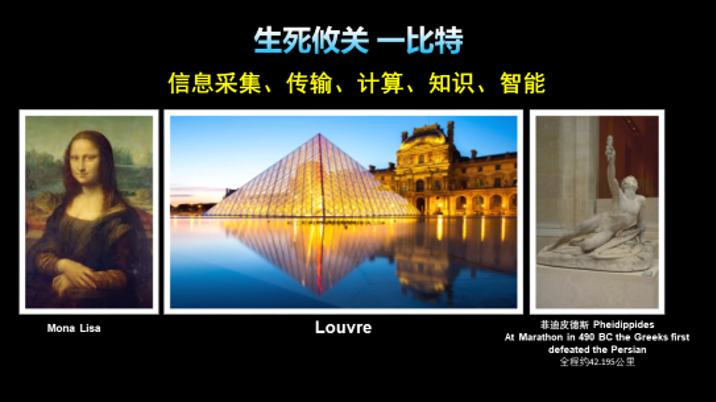 生死攸关 一比特
信息采集、传输、计算、知识、智能
Mona Lisa
Louvre
菲迪皮德斯 Pheidippides
At Marathon in 490 BC the Greeks first
defeated the Persian
全程约42.195公里